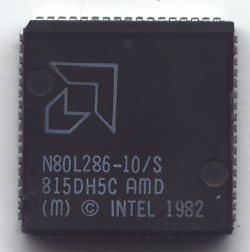 N80L286-10/S
815DH5C AMD
(M) © INTEL 1982